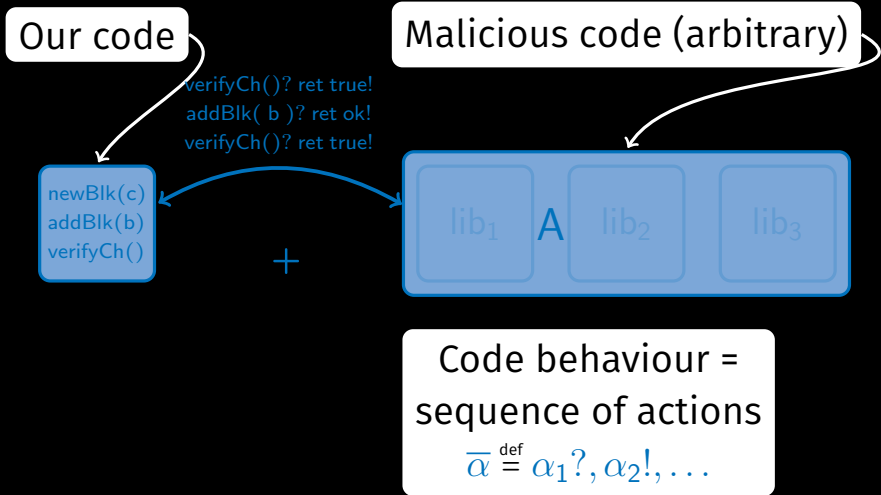 Our code
Malicious code (arbitrary)
verifyCh()? ret true!
addBlk( b )? ret ok!
verifyCh()? ret true!
newBlk(c)
addBlk(b)
verifyCh()
+
lib₁ A lib₂ lib₃
Code behaviour =
sequence of actions
α̅ ≝ α₁?, α₂!, . . .